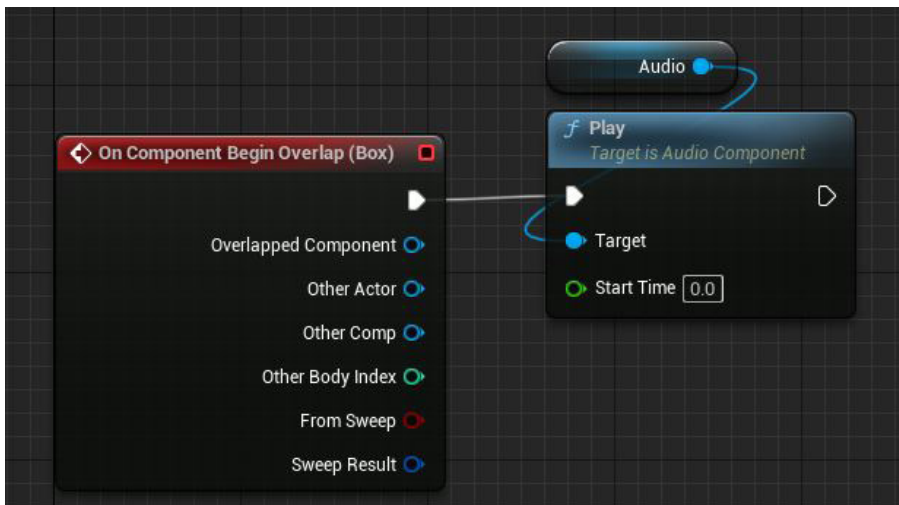 On Component Begin Overlap (Box)
Overlapped Component
Other Actor
Other Comp
Other Body Index
From Sweep
Sweep Result
Audio
f Play
Target is Audio Component
Target
Start Time 0.0